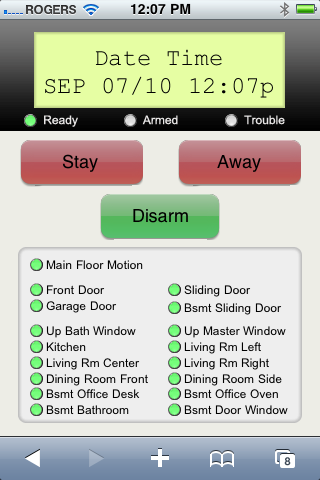 ROGERS 12:07 PM
Date Time
SEP 07/10 12:07p
Ready Armed Trouble
Stay Away
Disarm
Main Floor Motion
Front Door Sliding Door
Garage Door Bsmt Sliding Door
Up Bath Window Up Master Window
Kitchen Living Rm Left
Living Rm Center Living Rm Right
Dining Room Front Dining Room Side
Bsmt Office Desk Bsmt Office Oven
Bsmt Bathroom Bsmt Door Window
8